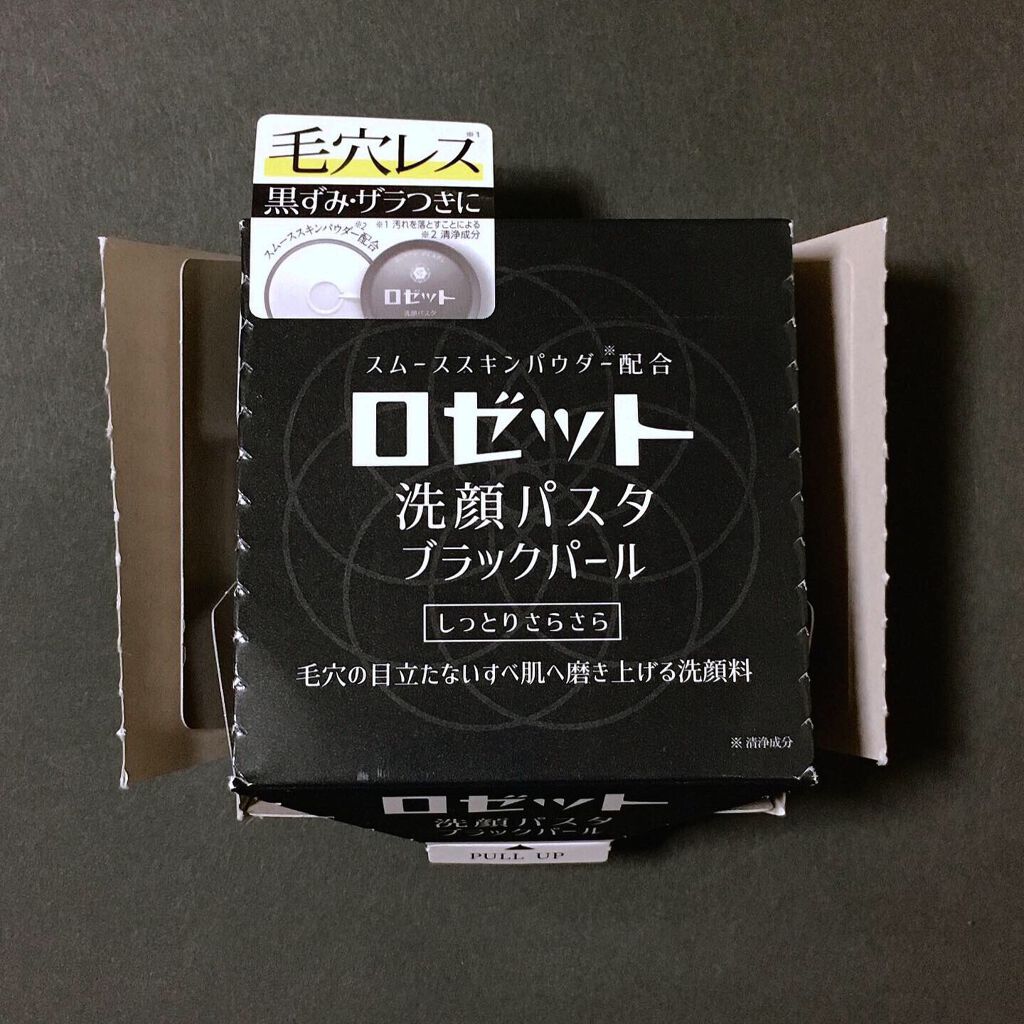 毛穴レス※1
黒ずみ・ザラつきに
※1 汚れを落とすことによる
※2 清浄成分
スムーススキンパウダー※2配合
ロゼット
洗顔パスタ
スムーススキンパウダー※配合
ロゼット
洗顔パスタ
ブラックパール
しっとりさらさら
毛穴の目立たないすべ肌へ磨き上げる洗顔料
※ 清浄成分
ロゼット
洗顔パスタ
ブラックパール
PULL UP